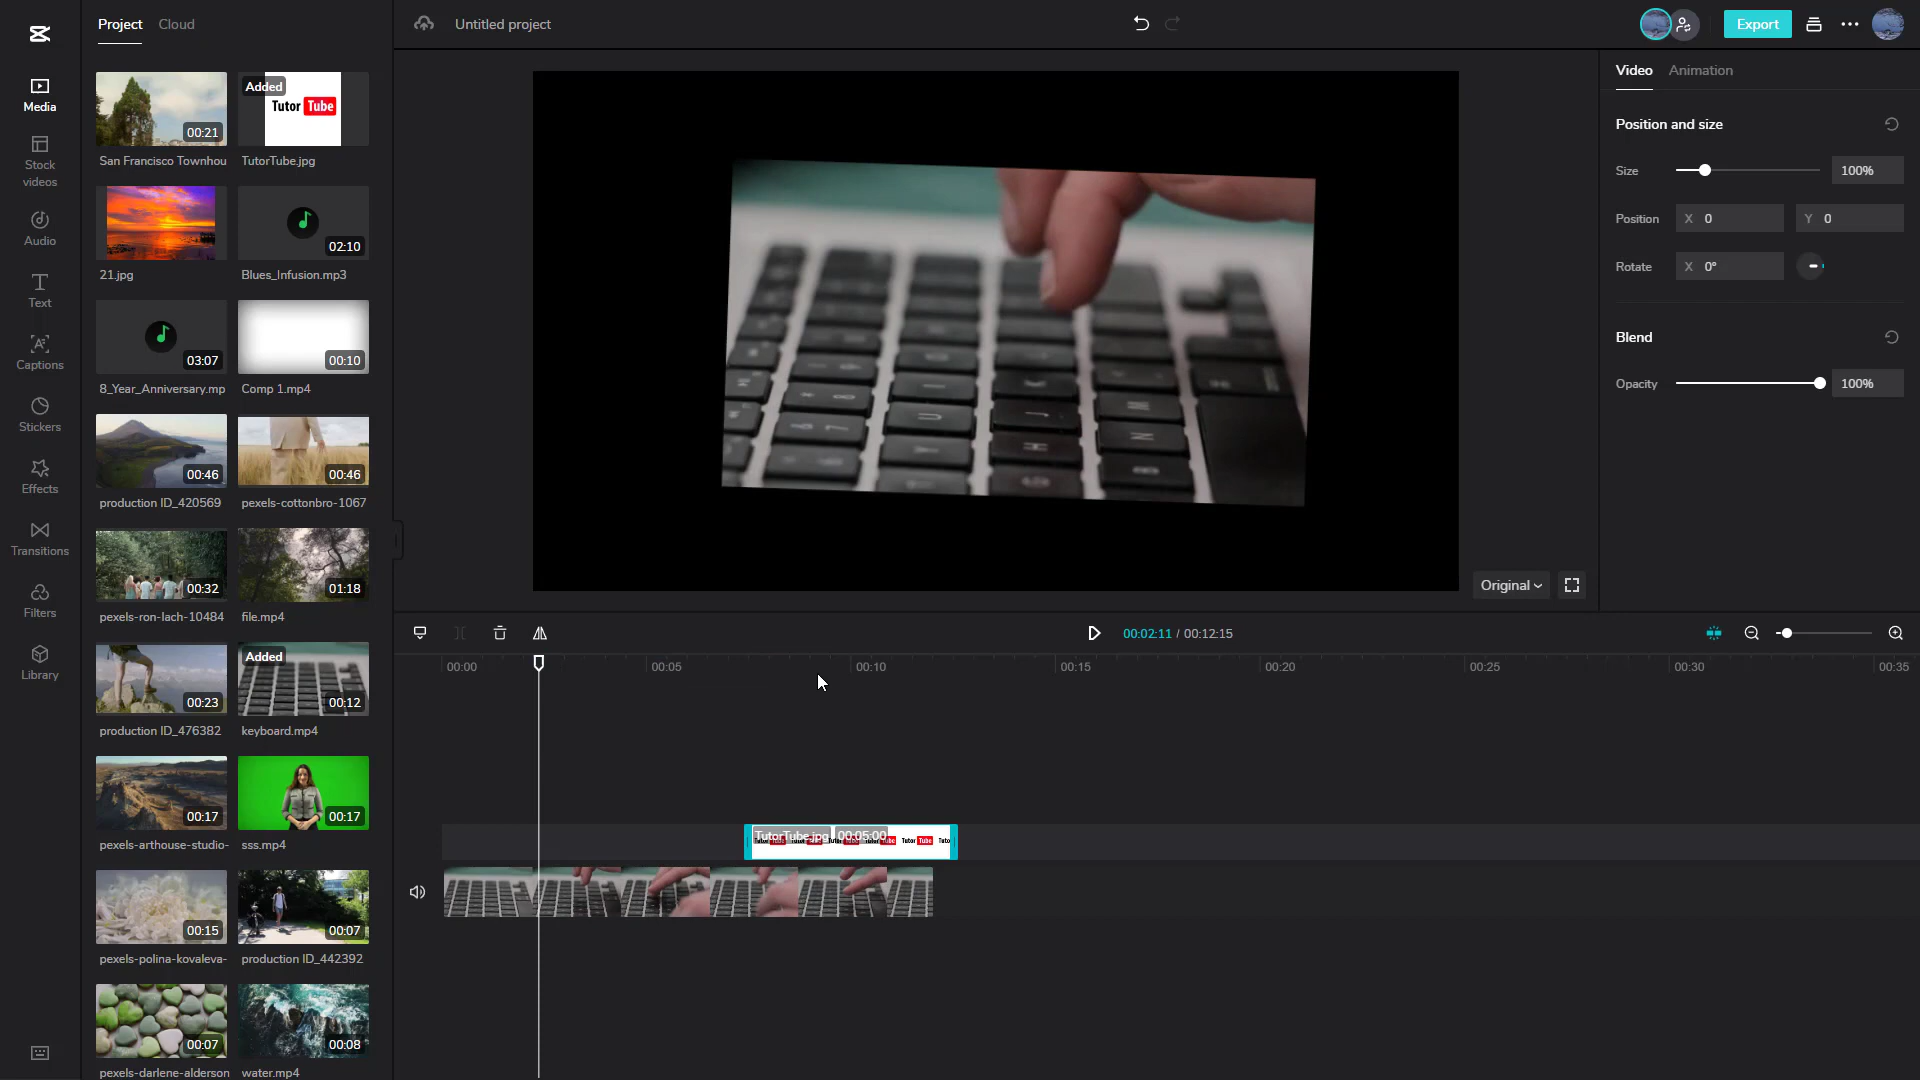 Project
Cloud
Untitled project
Export
Media
Stock
videos
Audio
Text
Captions
Stickers
Effects
Transitions
Filters
Library
00:21
San Francisco Townhou
Added
Tutor Tube
TutorTube.jpg
21.jpg
02:10
Blues_Infusion.mp3
03:07
8_Year_Anniversary.mp
00:10
Comp 1.mp4
00:46
production ID_420569
00:46
pexels-cottonbro-1067
00:32
pexels-ron-lach-10484
01:18
file.mp4
00:23
production ID_476382
Added
00:12
keyboard.mp4
00:17
pexels-arthouse-studio-
00:17
sss.mp4
00:15
pexels-polina-kovaleva-
00:07
production ID_442392
00:07
pexels-darlene-alderson
00:08
water.mp4
Original
Video
Animation
Position and size
Size
100%
Position
X 0
Y 0
Rotate
X 0°
Blend
Opacity
100%
00:02:11 / 00:12:15
00:00
00:05
00:10
00:15
00:20
00:25
00:30
00:35
TutorTube.jpg 00:05:00